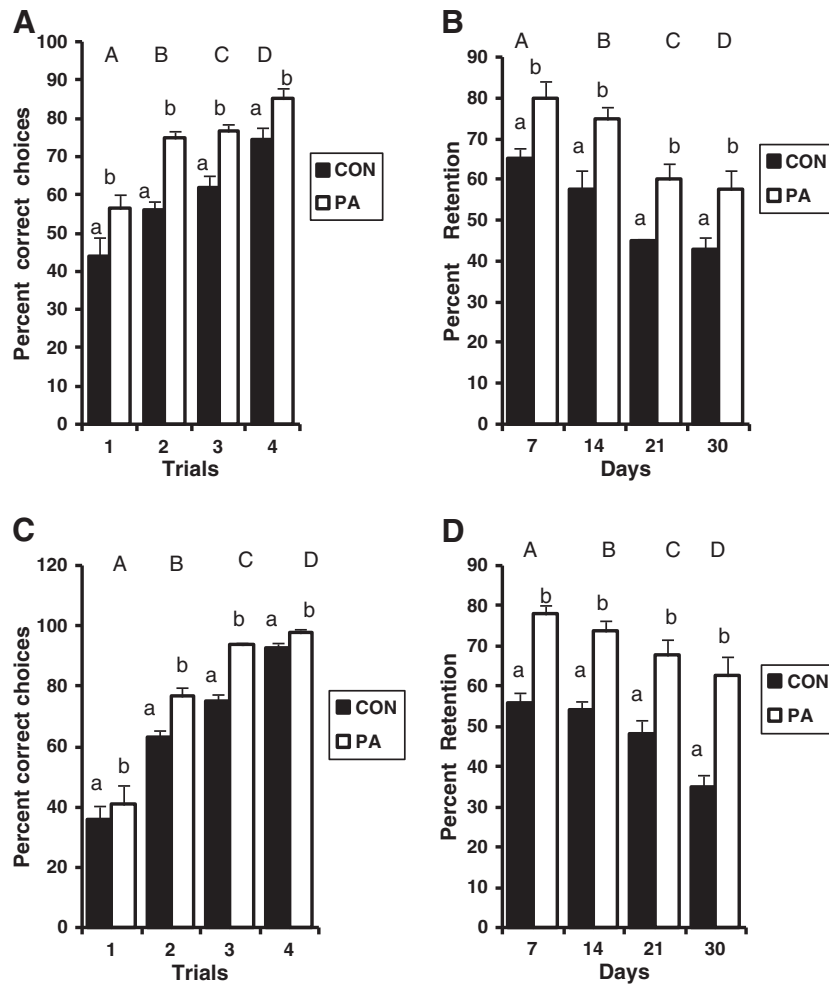 A
100
90
80
70
60
50
40
30
20
10
0
Percent correct choices
A B C D
a b a b a b a b
1 2 3 4
Trials
CON
PA
B
90
80
70
60
50
40
30
20
10
0
Percent Retention
A B C D
a b a b a b a b
7 14 21 30
Days
CON
PA
C
120
100
80
60
40
20
0
Percent correct choices
A B C D
a b a b a b a b
1 2 3 4
Trials
CON
PA
D
90
80
70
60
50
40
30
20
10
0
Percent Retention
A B C D
a b a b a b a b
7 14 21 30
Days
CON
PA